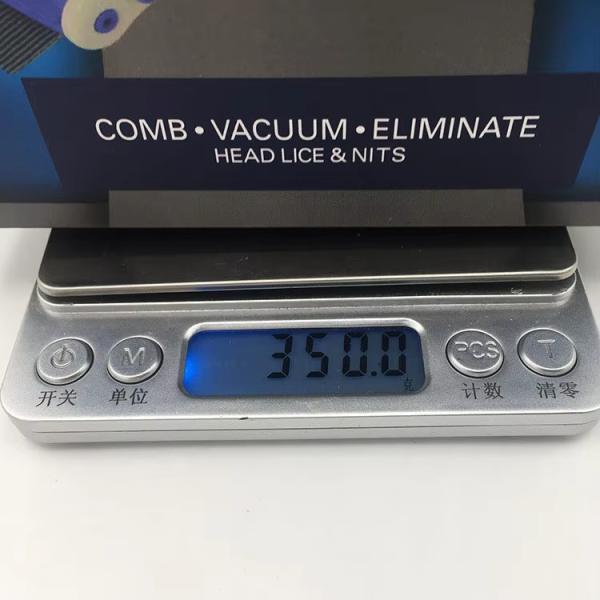 COMB • VACUUM • ELIMINATE
HEAD LICE & NITS
350.0
克
M
PCS
T
开关
单位
计数
清零